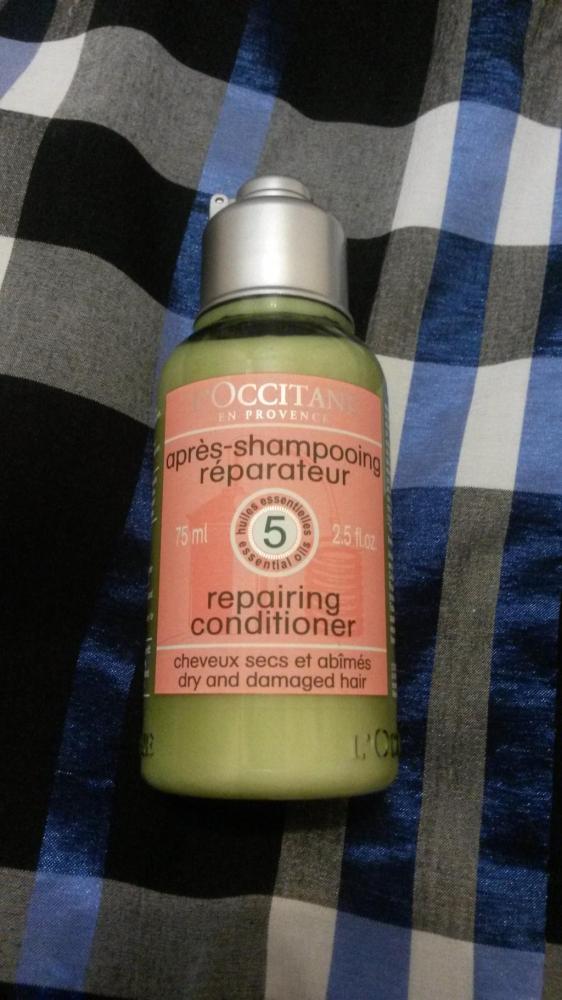 L'OCCITANE
EN PROVENCE
après-shampooing
réparateur
75 ml
huiles essentielles
5
essential oils
2.5 fl.oz.
repairing
conditioner
cheveux secs et abîmés
dry and damaged hair
L'Oc